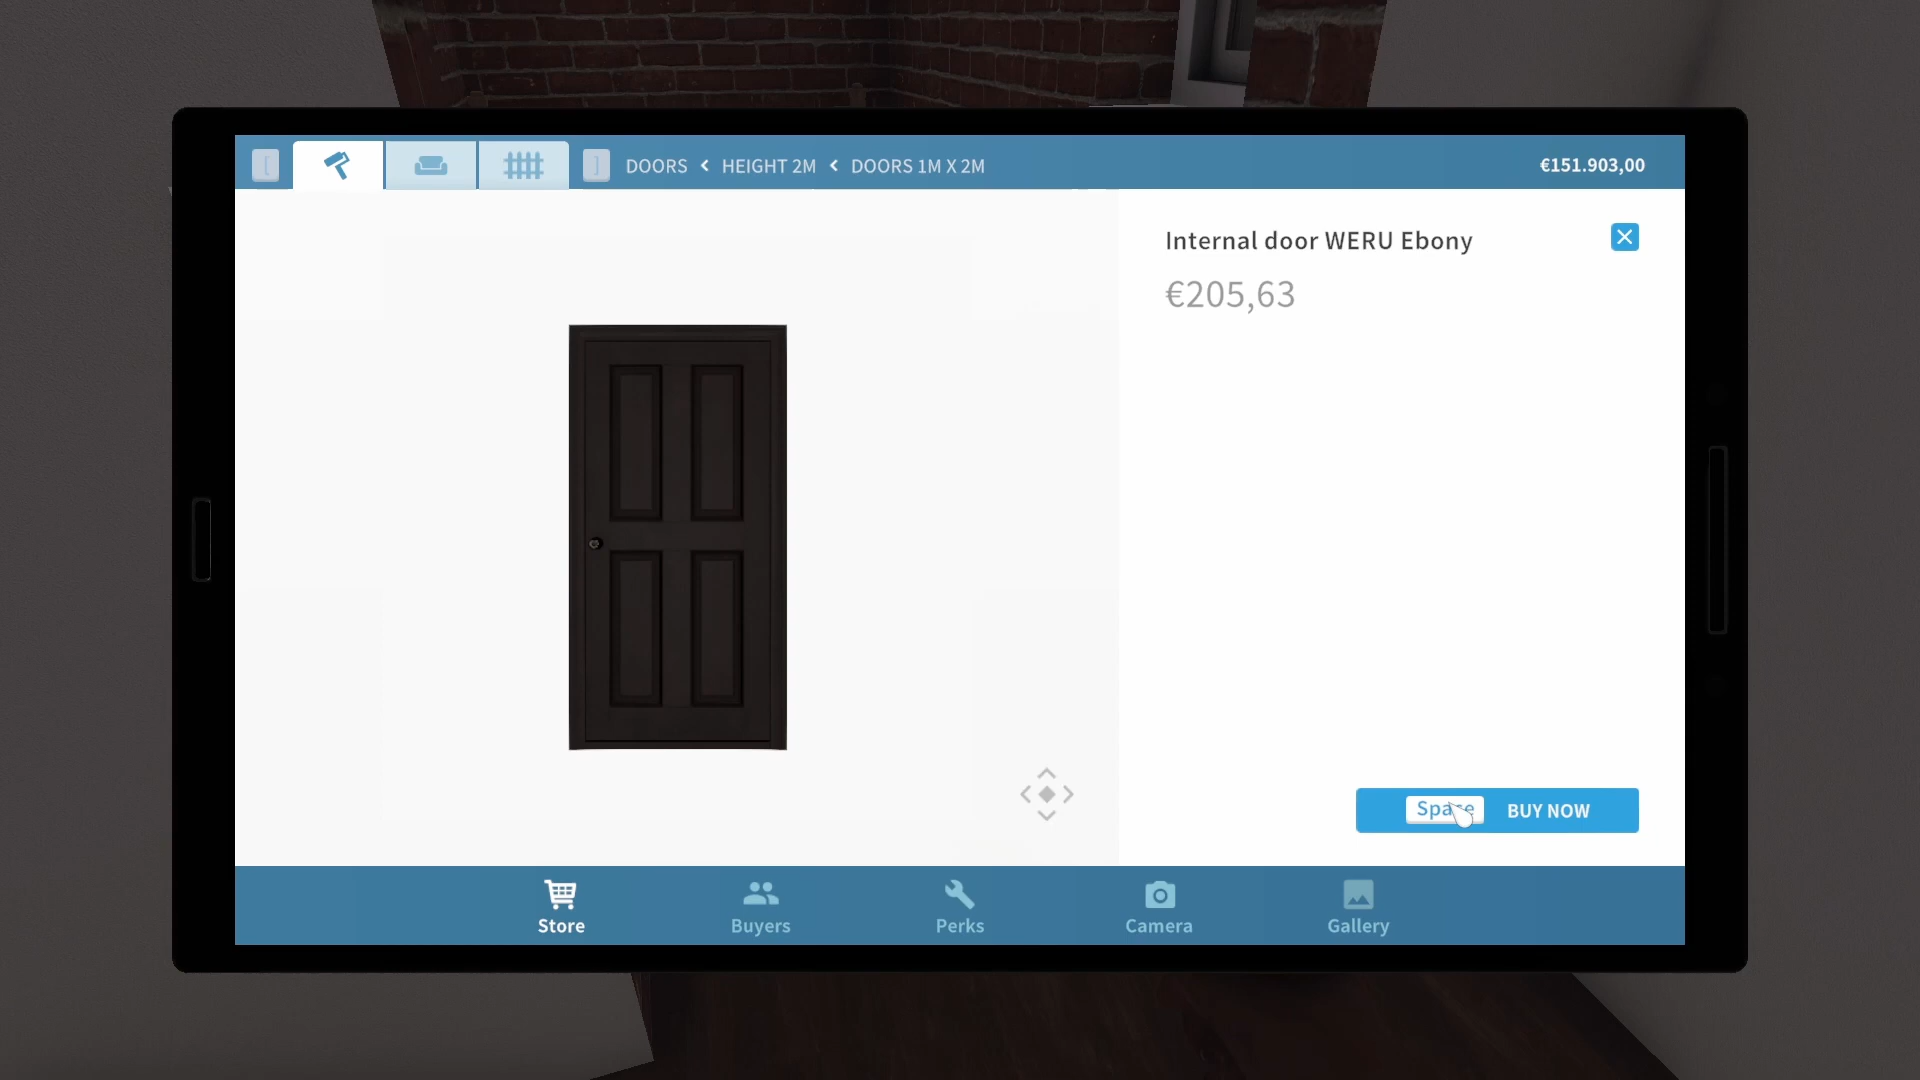 [
]
DOORS < HEIGHT 2M < DOORS 1M X 2M
€151.903,00
Internal door WERU Ebony
€205,63
Space BUY NOW
Store Buyers Perks Camera Gallery